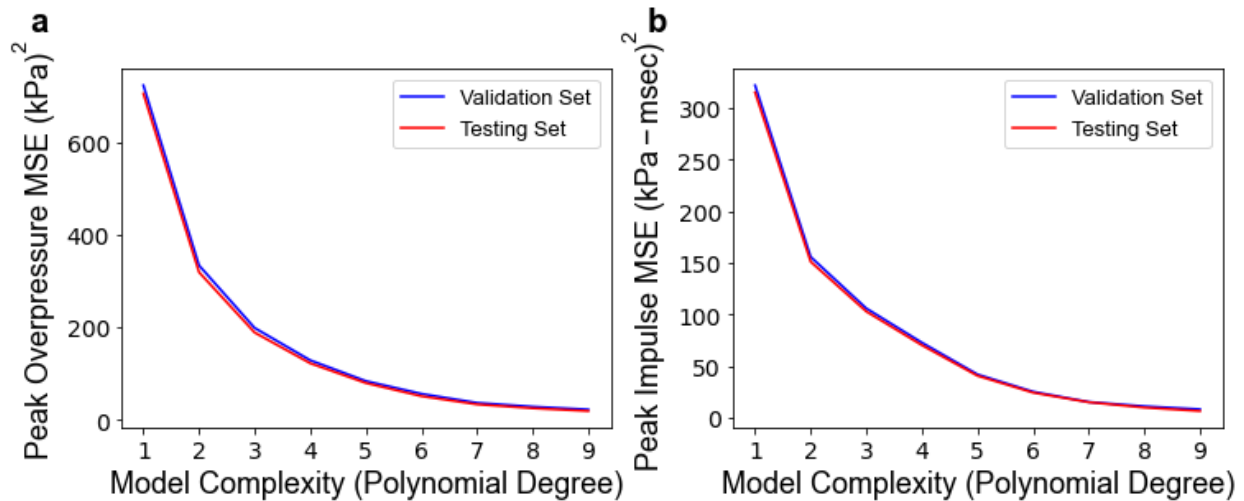 a
Peak Overpressure MSE (kPa)²
600
400
200
0
Validation Set
Testing Set
1 2 3 4 5 6 7 8 9
Model Complexity (Polynomial Degree)
b
Peak Impulse MSE (kPa − msec)²
300
250
200
150
100
50
0
Validation Set
Testing Set
1 2 3 4 5 6 7 8 9
Model Complexity (Polynomial Degree)